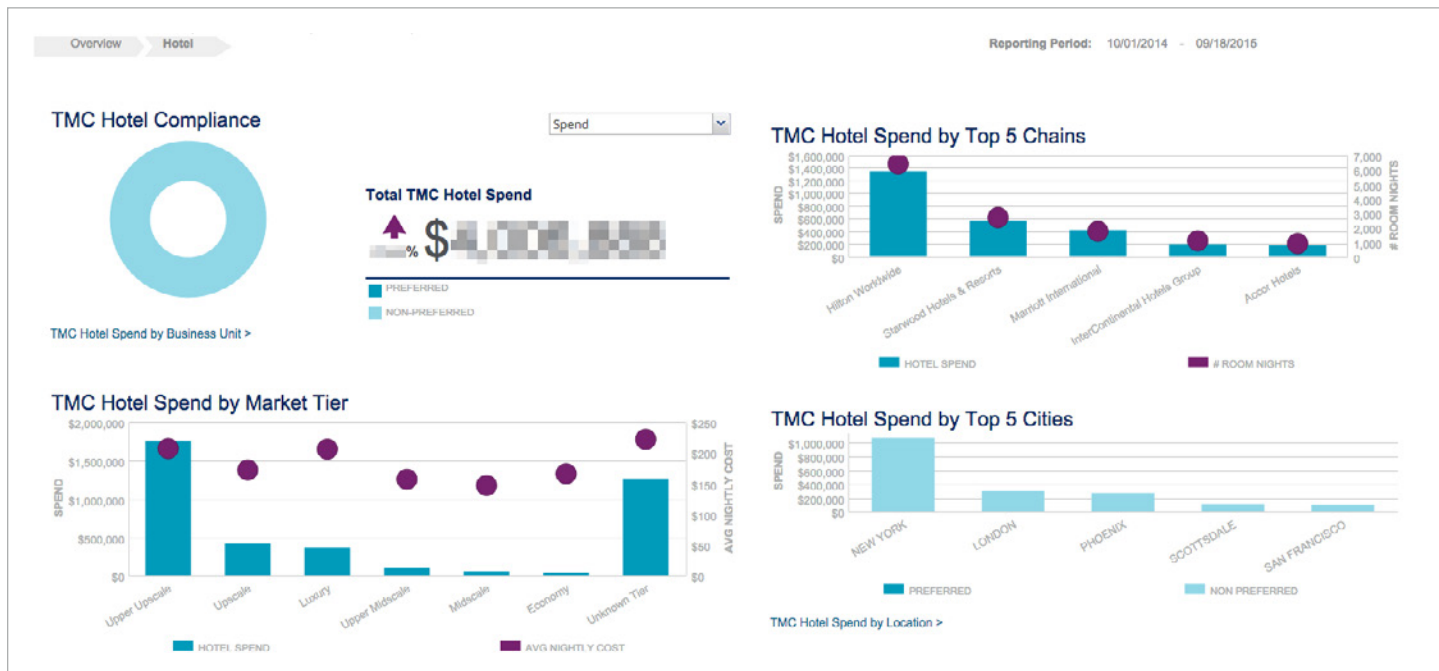 Overview Hotel
Reporting Period: 10/01/2014 - 09/18/2015
TMC Hotel Compliance
Spend
Total TMC Hotel Spend
% $
PREFERRED
NON-PREFERRED
TMC Hotel Spend by Business Unit >
TMC Hotel Spend by Top 5 Chains
SPEND
$1,600,000
$1,400,000
$1,200,000
$1,000,000
$800,000
$600,000
$400,000
$200,000
$0
7,000
6,000
5,000
4,000
3,000
2,000
1,000
0
# ROOM NIGHTS
Hilton Worldwide
Starwood Hotels & Resorts
Marriott International
InterContinental Hotels Group
Accor Hotels
HOTEL SPEND
# ROOM NIGHTS
TMC Hotel Spend by Market Tier
SPEND
$2,000,000
$1,500,000
$1,000,000
$500,000
$0
$250
$200
$150
$100
$50
$0
AVG NIGHTLY COST
Upper Upscale
Upscale
Luxury
Upper Midscale
Midscale
Economy
Unknown Tier
HOTEL SPEND
AVG NIGHTLY COST
TMC Hotel Spend by Top 5 Cities
SPEND
$1,000,000
$800,000
$600,000
$400,000
$200,000
$0
NEW YORK
LONDON
PHOENIX
SCOTTSDALE
SAN FRANCISCO
PREFERRED
NON PREFERRED
TMC Hotel Spend by Location >